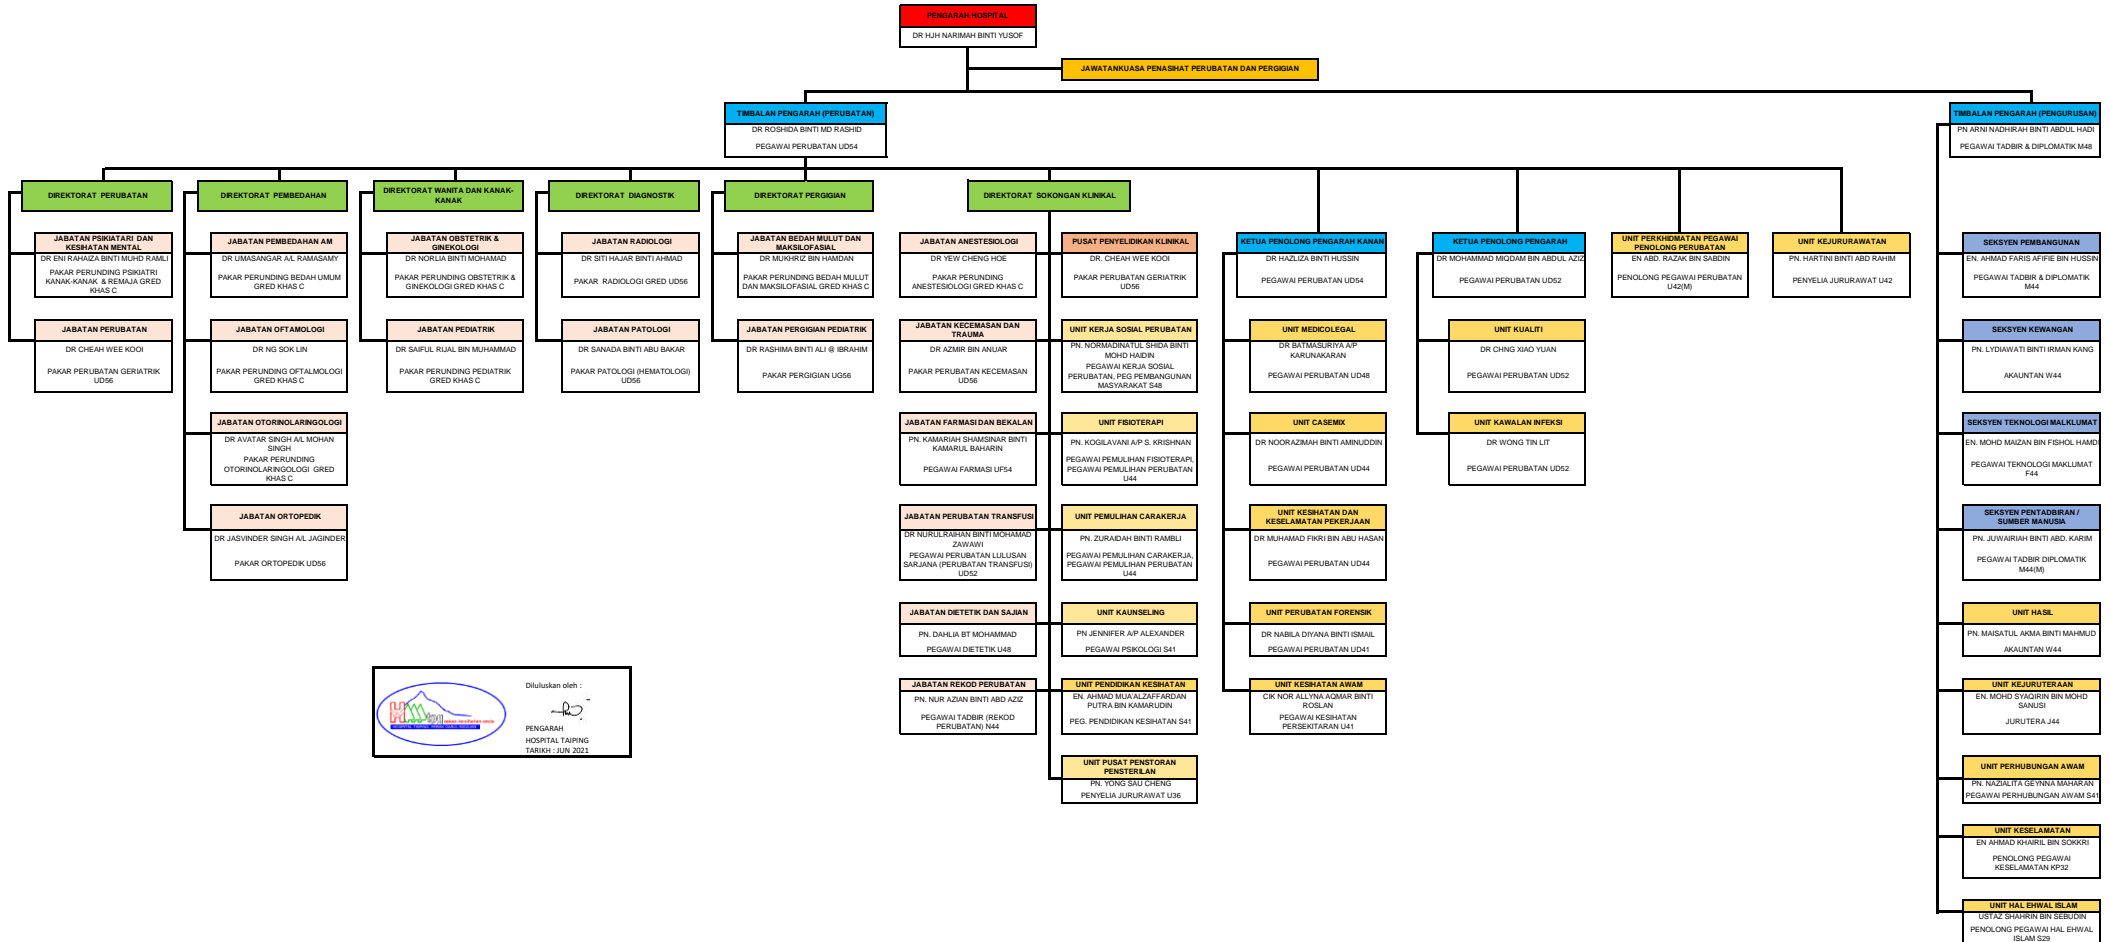 PENGARAH HOSPITAL
DR HJH NARIMAH BINTI YUSOF
JAWATANKUASA PENASIHAT PERUBATAN DAN PERGIGIAN
TIMBALAN PENGARAH (PERUBATAN)
DR ROSHIDA BINTI MD RASHID
PEGAWAI PERUBATAN UD54
TIMBALAN PENGARAH (PENGURUSAN)
PN ARNI NADHIRAH BINTI ABDUL HADI
PEGAWAI TADBIR & DIPLOMATIK M48
DIREKTORAT PERUBATAN
JABATAN PSIKIATARI DAN
KESIHATAN MENTAL
DR ENI RAHAIZA BINTI MUHD RAMLI
PAKAR PERUNDING PSIKIATRI
KANAK-KANAK & REMAJA GRED
KHAS C
JABATAN PERUBATAN
DR CHEAH WEE KOOI
PAKAR PERUBATAN GERIATRIK
UD56
DIREKTORAT PEMBEDAHAN
JABATAN PEMBEDAHAN AM
DR UMASANGAR A/L RAMASAMY
PAKAR PERUNDING BEDAH UMUM
GRED KHAS C
JABATAN OFTAMOLOGI
DR NG SOK LIN
PAKAR PERUNDING OFTALMOLOGI
GRED KHAS C
JABATAN OTORINOLARINGOLOGI
DR AVATAR SINGH A/L MOHAN
SINGH
PAKAR PERUNDING
OTORINOLARINGOLOGI GRED
KHAS C
JABATAN ORTOPEDIK
DR JASVINDER SINGH A/L JAGINDER
PAKAR ORTOPEDIK UD56
DIREKTORAT WANITA DAN KANAK-
KANAK
JABATAN OBSTETRIK &
GINEKOLOGI
DR NORLIA BINTI MOHAMAD
PAKAR PERUNDING OBSTETRIK &
GINEKOLOGI GRED KHAS C
JABATAN PEDIATRIK
DR SAIFUL RIJAL BIN MUHAMMAD
PAKAR PERUNDING PEDIATRIK
GRED KHAS C
DIREKTORAT DIAGNOSTIK
JABATAN RADIOLOGI
DR SITI HAJAR BINTI AHMAD
PAKAR RADIOLOGI GRED UD56
JABATAN PATOLOGI
DR SANADA BINTI ABU BAKAR
PAKAR PATOLOGI (HEMATOLOGI)
UD56
DIREKTORAT PERGIGIAN
JABATAN BEDAH MULUT DAN
MAKSILOFASIAL
DR MUKHRIZ BIN HAMDAN
PAKAR PERUNDING BEDAH MULUT
DAN MAKSILOFASIAL GRED KHAS C
JABATAN PERGIGIAN PEDIATRIK
DR RASHIMA BINTI ALI @ IBRAHIM
PAKAR PERGIGIAN UG56
DIREKTORAT SOKONGAN KLINIKAL
JABATAN ANESTESIOLOGI
DR YEW CHENG HOE
PAKAR PERUNDING
ANESTESIOLOGI GRED KHAS C
JABATAN KECEMASAN DAN
TRAUMA
DR AZMIR BIN ANUAR
PAKAR PERUBATAN KECEMASAN
UD56
JABATAN FARMASI DAN BEKALAN
PN. KAMARIAH SHAMSINAR BINTI
KAMARUL BAHARIN
PEGAWAI FARMASI UF54
JABATAN PERUBATAN TRANSFUSI
DR NURULRAIHAN BINTI MOHAMAD
ZAWAWI
PEGAWAI PERUBATAN LULUSAN
SARJANA (PERUBATAN TRANSFUSI)
UD52
JABATAN DIETETIK DAN SAJIAN
PN. DAHLIA BT MOHAMMAD
PEGAWAI DIETETIK U48
JABATAN REKOD PERUBATAN
PN. NUR AZIAN BINTI ABD AZIZ
PEGAWAI TADBIR (REKOD
PERUBATAN) N44
PUSAT PENYELIDIKAN KLINIKAL
DR. CHEAH WEE KOOI
PAKAR PERUBATAN GERIATRIK
UD56
UNIT KERJA SOSIAL PERUBATAN
PN. NORMADINATUL SHIDA BINTI
MOHD HAIDIN
PEGAWAI KERJA SOSIAL
PERUBATAN, PEG PEMBANGUNAN
MASYARAKAT S48
UNIT FISIOTERAPI
PN. KOGILAVANI A/P S. KRISHNAN
PEGAWAI PEMULIHAN FISIOTERAPI,
PEGAWAI PEMULIHAN PERUBATAN
U44
UNIT PEMULIHAN CARAKERJA
PN. ZURAIDAH BINTI RAMBLI
PEGAWAI PEMULIHAN CARAKERJA,
PEGAWAI PEMULIHAN PERUBATAN
U44
UNIT KAUNSELING
PN JENNIFER A/P ALEXANDER
PEGAWAI PSIKOLOGI S41
UNIT PENDIDIKAN KESIHATAN
EN. AHMAD MUA'ALZAFFARDAN
PUTRA BIN KAMARUDIN
PEG. PENDIDIKAN KESIHATAN S41
UNIT PUSAT PENSTORAN
PENSTERILAN
PN. YONG SAU CHENG
PENYELIA JURURAWAT U36
KETUA PENOLONG PENGARAH KANAN
DR HAZLIZA BINTI HUSSIN
PEGAWAI PERUBATAN UD54
UNIT MEDICOLEGAL
DR BATMASURIYA A/P
KARUNAKARAN
PEGAWAI PERUBATAN UD48
UNIT CASEMIX
DR NOORAZIMAH BINTI AMINUDDIN
PEGAWAI PERUBATAN UD44
UNIT KESIHATAN DAN
KESELAMATAN PEKERJAAN
DR MUHAMAD FIKRI BIN ABU HASAN
PEGAWAI PERUBATAN UD44
UNIT PERUBATAN FORENSIK
DR NABILA DIYANA BINTI ISMAIL
PEGAWAI PERUBATAN UD41
UNIT KESIHATAN AWAM
CIK NOR ALLYNA AQMAR BINTI
ROSLAN
PEGAWAI KESIHATAN
PERSEKITARAN U41
KETUA PENOLONG PENGARAH
DR MOHAMMAD MIQDAM BIN ABDUL AZIZ
PEGAWAI PERUBATAN UD52
UNIT KUALITI
DR CHNG XIAO YUAN
PEGAWAI PERUBATAN UD52
UNIT KAWALAN INFEKSI
DR WONG TIN LIT
PEGAWAI PERUBATAN UD52
UNIT PERKHIDMATAN PEGAWAI
PENOLONG PERUBATAN
EN ABD. RAZAK BIN SABDIN
PENOLONG PEGAWAI PERUBATAN
U42(M)
UNIT KEJURURAWATAN
PN. HARTINI BINTI ABD RAHIM
PENYELIA JURURAWAT U42
SEKSYEN PEMBANGUNAN
EN. AHMAD FARIS AFIFIE BIN HUSSIN
PEGAWAI TADBIR & DIPLOMATIK
M44
SEKSYEN KEWANGAN
PN. LYDIAWATI BINTI IRMAN KANG
AKAUNTAN W44
SEKSYEN TEKNOLOGI MALKLUMAT
EN. MOHD MAIZAN BIN FISHOL HAMDI
PEGAWAI TEKNOLOGI MAKLUMAT
F44
SEKSYEN PENTADBIRAN /
SUMBER MANUSIA
PN. JUWAIRIAH BINTI ABD. KARIM
PEGAWAI TADBIR DIPLOMATIK
M44(M)
UNIT HASIL
PN. MAISATUL AKMA BINTI MAHMUD
AKAUNTAN W44
UNIT KEJURUTERAAN
EN. MOHD SYAQIRIN BIN MOHD
SANUSI
JURUTERA J44
UNIT PERHUBUNGAN AWAM
PN. NAZIALITA GEYNNA MAHARAN
PEGAWAI PERHUBUNGAN AWAM S41
UNIT KESELAMATAN
EN AHMAD KHAIRIL BIN SOKKRI
PENOLONG PEGAWAI
KESELAMATAN KP32
UNIT HAL EHWAL ISLAM
USTAZ SHAHRIN BIN SEBUDIN
PENOLONG PEGAWAI HAL EHWAL
ISLAM S29
Diluluskan oleh :
PENGARAH
HOSPITAL TAIPING
TARIKH : JUN 2021